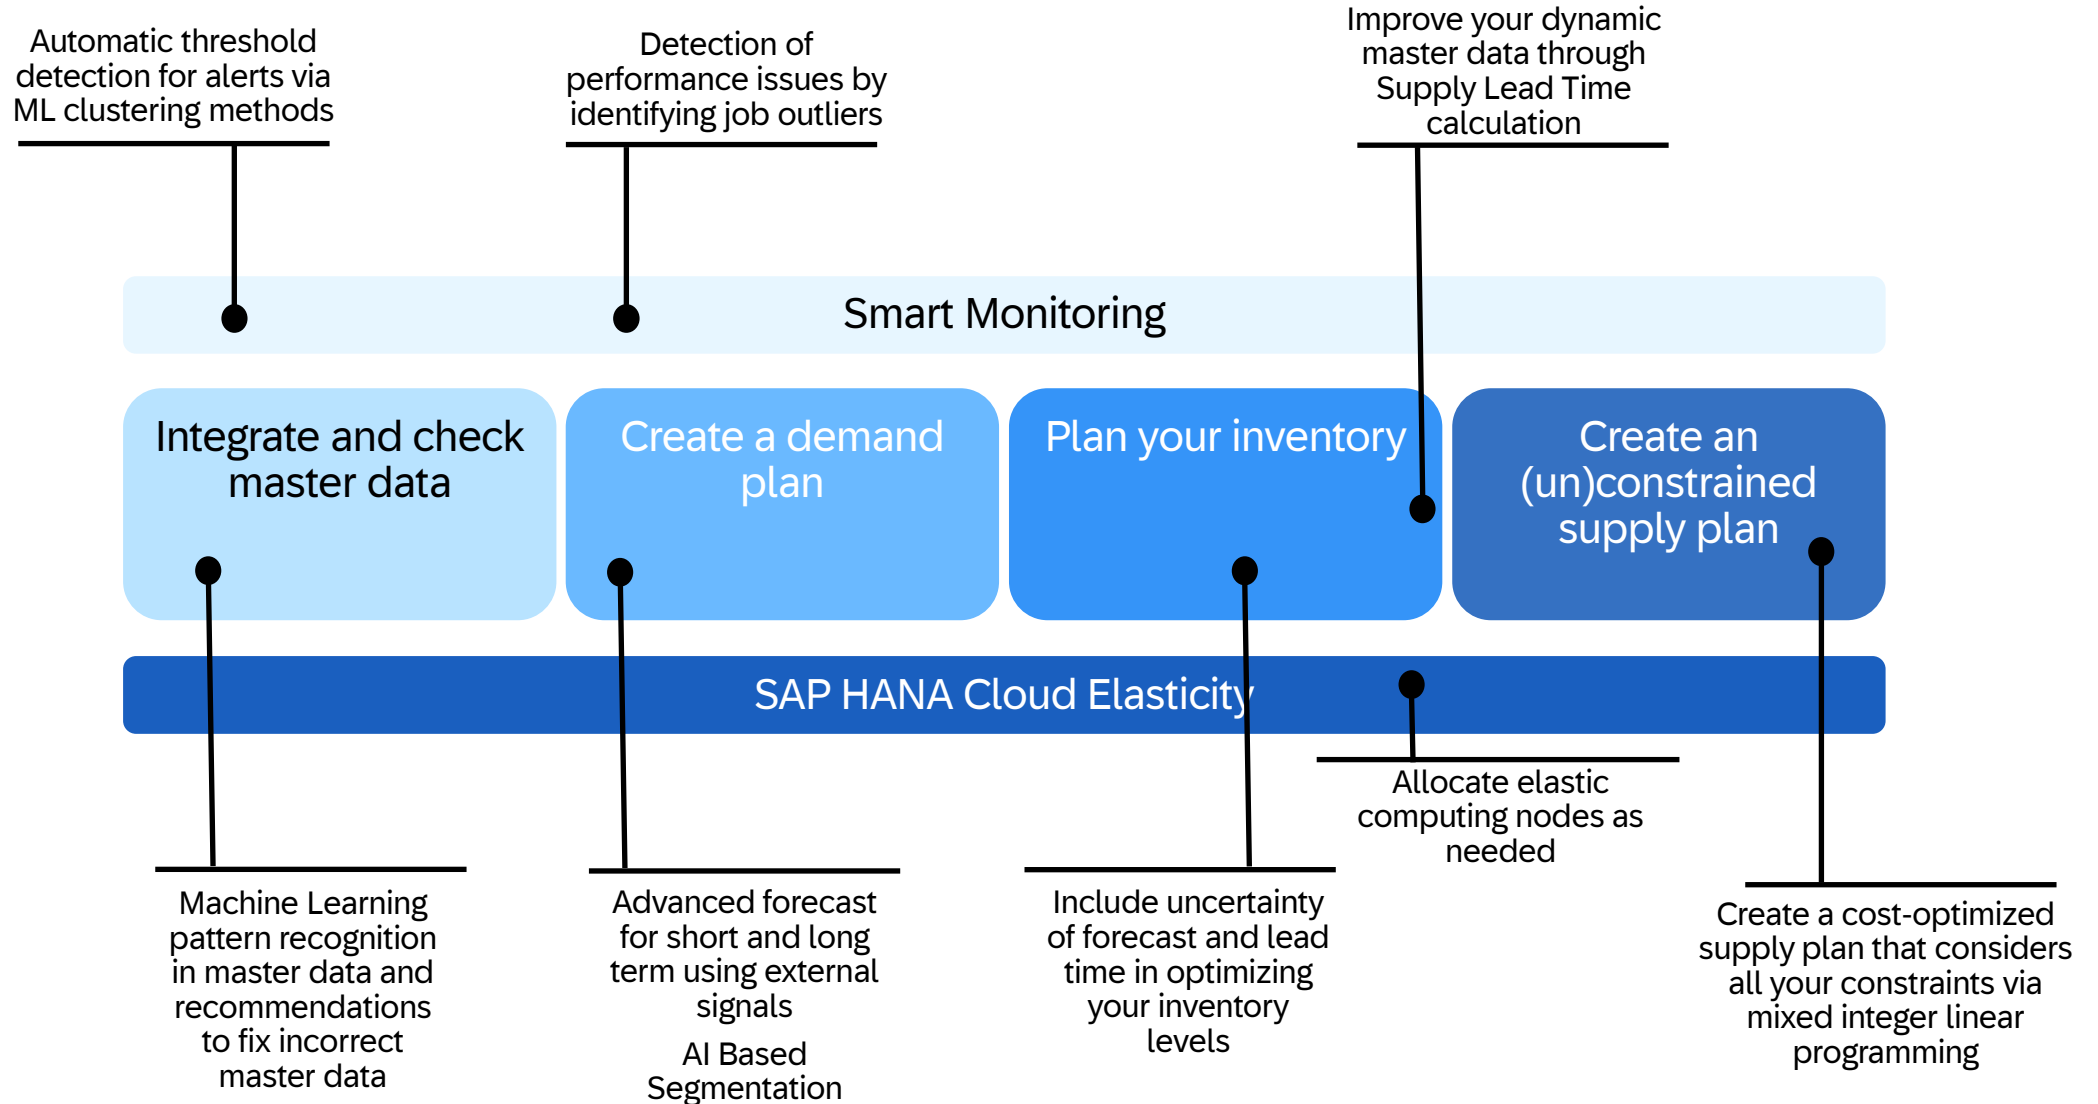 Automatic threshold
detection for alerts via
ML clustering methods
Detection of
performance issues by
identifying job outliers
Improve your dynamic
master data through
Supply Lead Time
calculation
Smart Monitoring
Integrate and check
master data
Create a demand
plan
Plan your inventory
Create an
(un)constrained
supply plan
SAP HANA Cloud Elasticity
Allocate elastic
computing nodes as
needed
Machine Learning
pattern recognition
in master data and
recommendations
to fix incorrect
master data
Advanced forecast
for short and long
term using external
signals
AI Based
Segmentation
Include uncertainty
of forecast and lead
time in optimizing
your inventory
levels
Create a cost-optimized
supply plan that considers
all your constraints via
mixed integer linear
programming